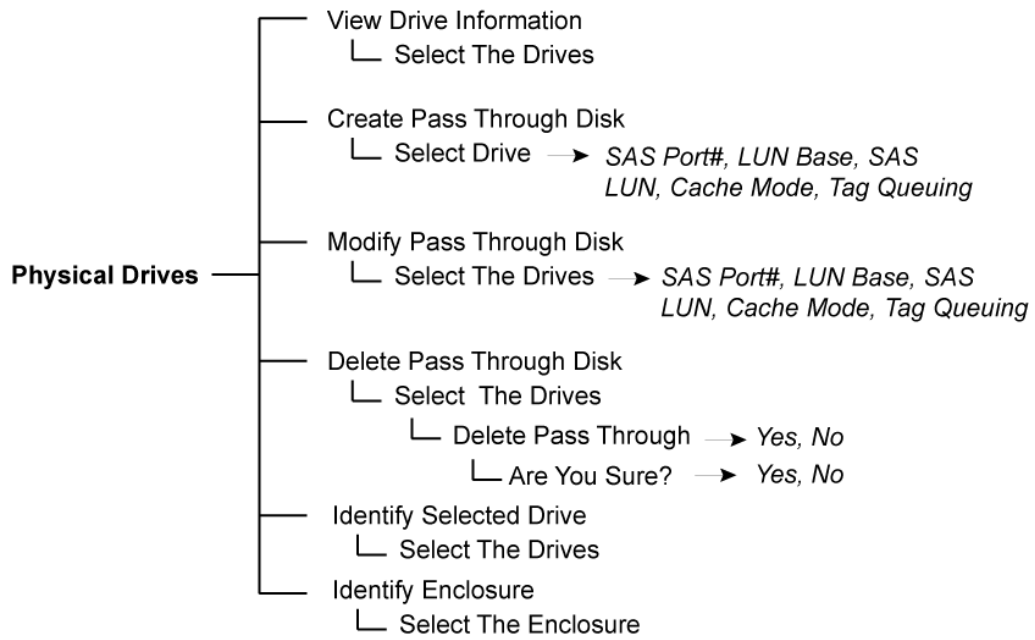 View Drive Information
Select The Drives
Create Pass Through Disk
Select Drive
SAS Port#, LUN Base, SAS
LUN, Cache Mode, Tag Queuing
Modify Pass Through Disk
Physical Drives
Select The Drives
SAS Port#, LUN Base, SAS
LUN, Cache Mode, Tag Queuing
Delete Pass Through Disk
Select The Drives
Delete Pass Through
Yes, No
Are You Sure?
Yes, No
Identify Selected Drive
Select The Drives
Identify Enclosure
Select The Enclosure